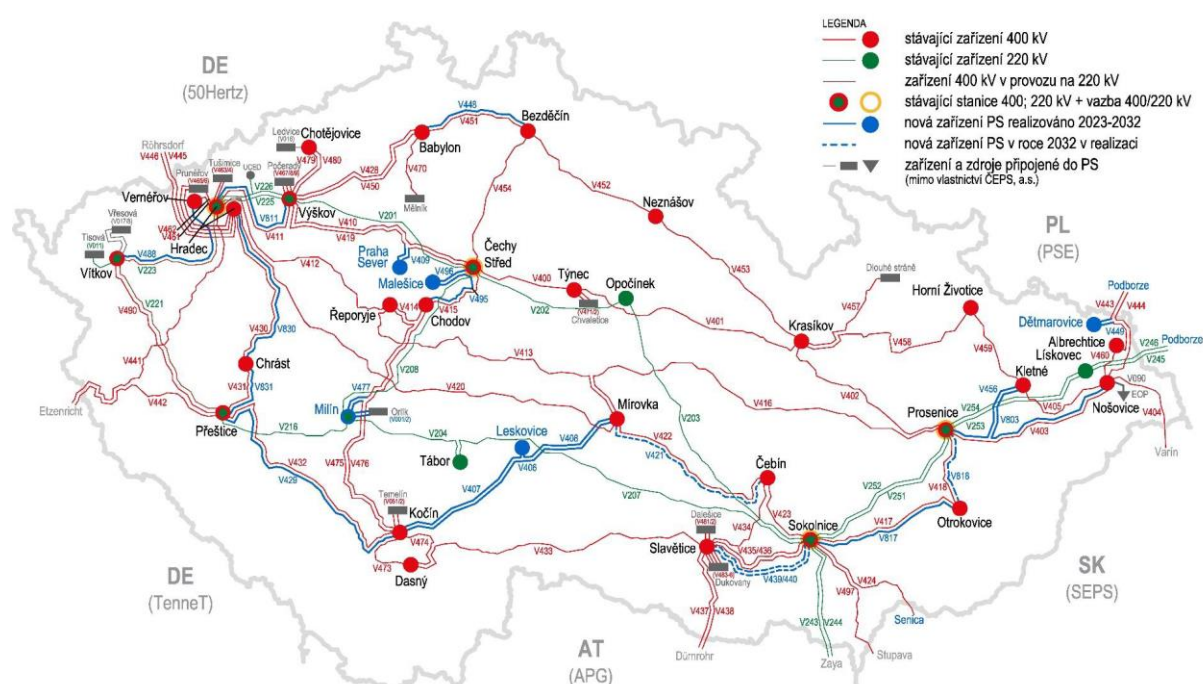 LEGENDA
stávající zařízení 400 kV
stávající zařízení 220 kV
zařízení 400 kV v provozu na 220 kV
stávající stanice 400; 220 kV + vazba 400/220 kV
nová zařízení PS realizováno 2023-2032
nová zařízení PS v roce 2032 v realizaci
zařízení a zdroje připojené do PS
(mimo vlastnictví ČEPS, a.s.)
DE
(50Hertz)
PL
(PSE)
SK
(SEPS)
AT
(APG)
DE
(TenneT)
Röhrsdorf
V446
V445
Tušimice
UCED
Prunéřov
Vernéřov
Vřesová
Tisová
Vítkov
Hradec
V462
V451
V488
V223
V226
V225
V811
V411
Ledvice
Chotějovice
V479
V480
Počerady
Výškov
V428
V450
V448
V451
Babylon
Bezděčín
V470
Mělník
V454
V452
Neznášov
V453
V201
V410
V419
Praha
Sever
V409
Malešice
V496
Čechy
Střed
V495
V400
Týnec
Chvaletice
Opočínek
V202
V401
V412
Řeporyje
V414
V415
Chodov
V208
V413
V490
V221
V430
V830
Chrást
V431
V831
V441
V442
Etzenricht
Přeštice
V216
V477
Milín
Orlík
V420
V204
Tábor
Leskovice
V406
V406
V407
Mírovka
V422
V421
V416
V203
V207
V432
V429
V475
V476
Temelín
Kočín
V474
V473
Dasný
V433
Čebín
V423
V434
Dalešice
Slavětice
V435/436
V439/440
Dukovany
V437
V438
Dürnrohr
Sokolnice
V252
V251
V417
V817
V424
V497
Senica
Stupava
V243
V244
Zaya
Otrokovice
V418
V818
Prosenice
V402
Krasíkov
V457
Dlouhé stráně
V458
Horní Životice
V459
Kletné
V456
V803
V405
V403
V254
V253
Nošovice
EOP
V404
Varín
Lískovec
Albrechtice
V460
V449
Dětmarovice
V443
V444
Podborze
V246
V245
Podborze